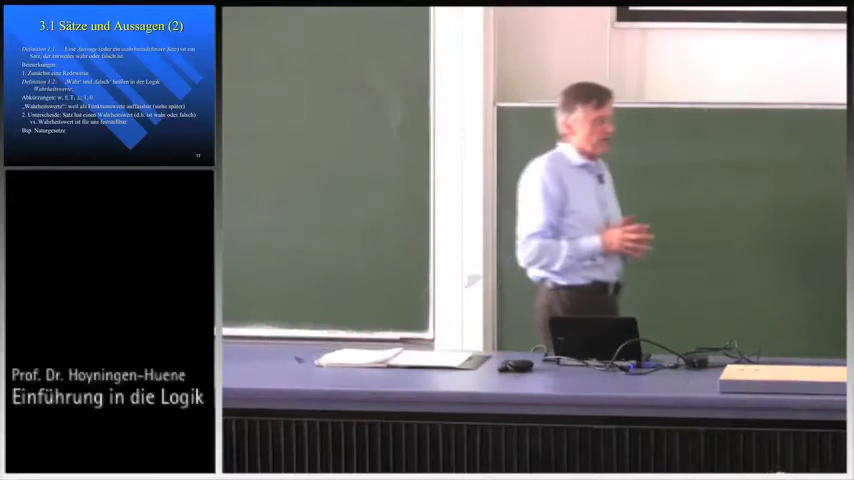 3.1 Sätze und Aussagen (2)
Definition 1.1. Eine Aussage (oder ein wahrheitsdefiniter Satz) ist ein
Satz, der entweder wahr oder falsch ist.
Bemerkungen:
1. Zunächst eine Redeweise
Definition 1.2. „Wahr“ und „falsch“ heißen in der Logik
Wahrheitswerte.
Abkürzungen: w, f; T, ⊥; 1, 0
„Wahrheitswerte“: weil als Funktionswerte auffassbar (siehe später)
2. Unterscheide: Satz hat einen Wahrheitswert (d.h. ist wahr oder falsch)
vs. Wahrheitswert ist für uns feststellbar
Bsp. Naturgesetze
Prof. Dr. Hoyningen-Huene
Einführung in die Logik